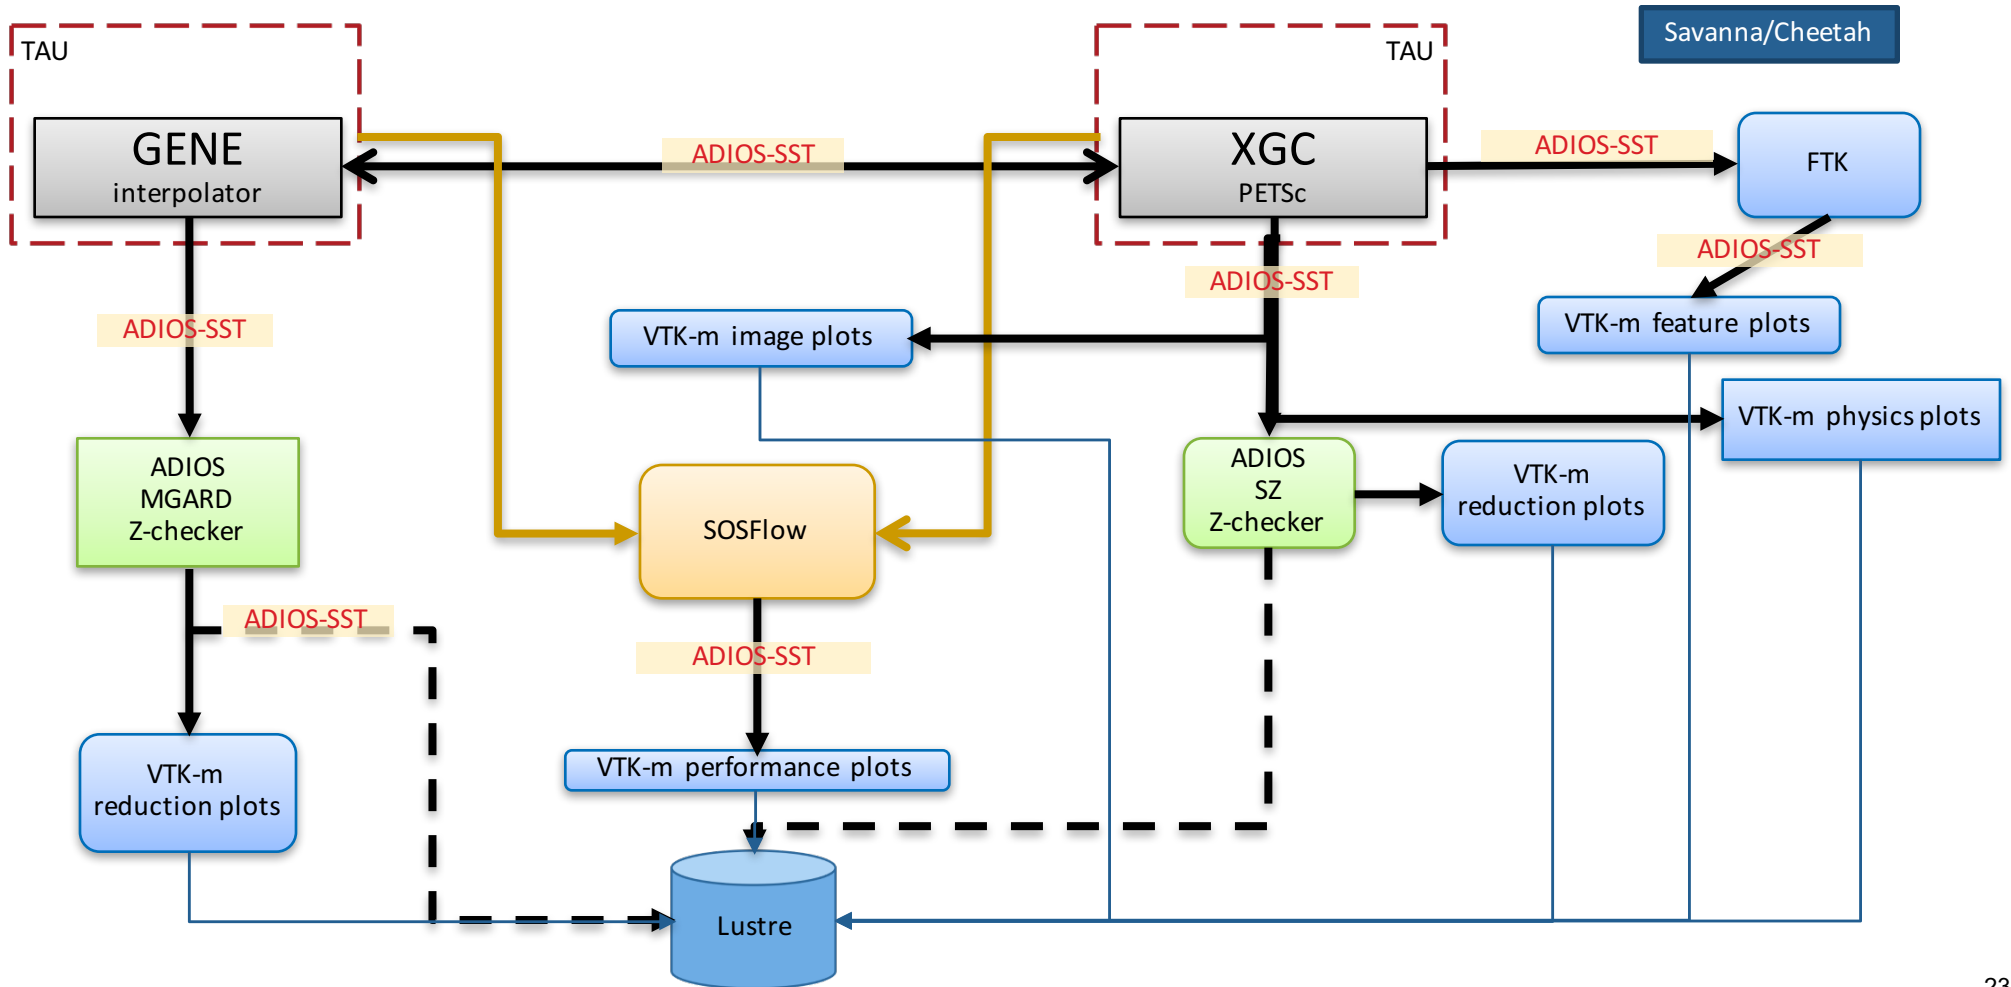 Savanna/Cheetah
TAU
TAU
GENE
interpolator
ADIOS-SST
XGC
PETSc
ADIOS-SST
FTK
ADIOS-SST
ADIOS-SST
ADIOS-SST
VTK-m image plots
VTK-m feature plots
VTK-m physics plots
ADIOS
MGARD
Z-checker
SOSFlow
ADIOS
SZ
Z-checker
VTK-m
reduction plots
ADIOS-SST
ADIOS-SST
VTK-m
reduction plots
VTK-m performance plots
Lustre
23